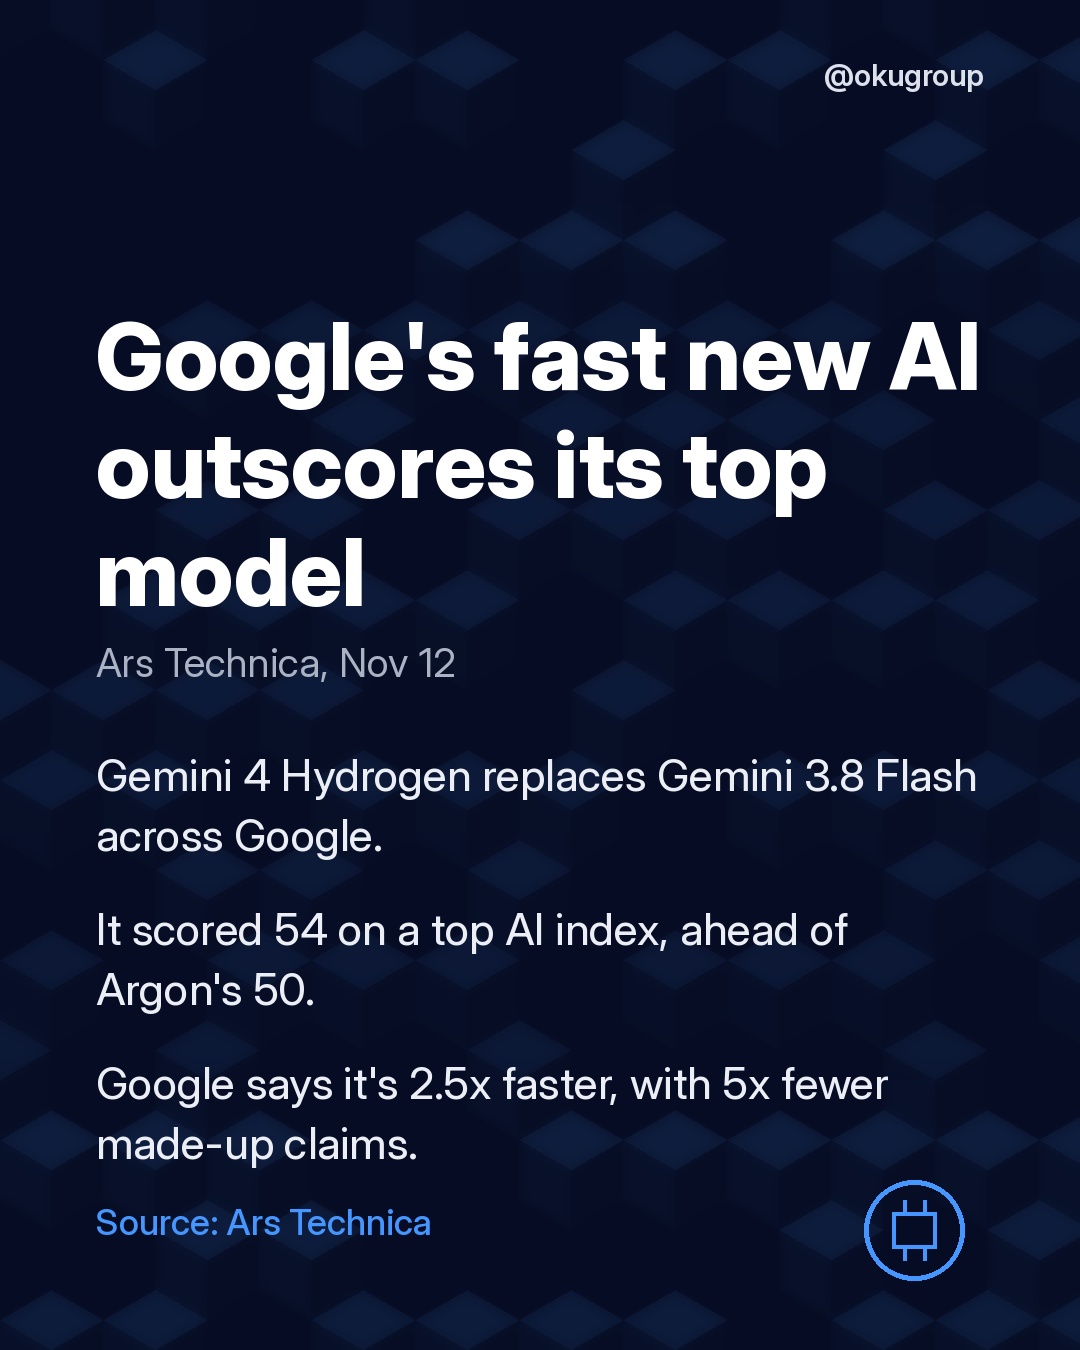 @okugroup
Google's fast new AI
outscores its top
model
Ars Technica, Nov 12
Gemini 4 Hydrogen replaces Gemini 3.8 Flash
across Google.
It scored 54 on a top AI index, ahead of
Argon's 50.
Google says it's 2.5x faster, with 5x fewer
made-up claims.
Source: Ars Technica